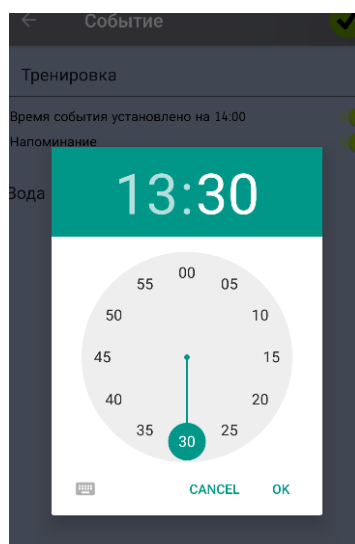 Событие
Тренировка
Время события установлено на 14:00
Напоминание
Вода
13:30
00
55 05
50 10
45 15
40 20
35 25
30
CANCEL OK